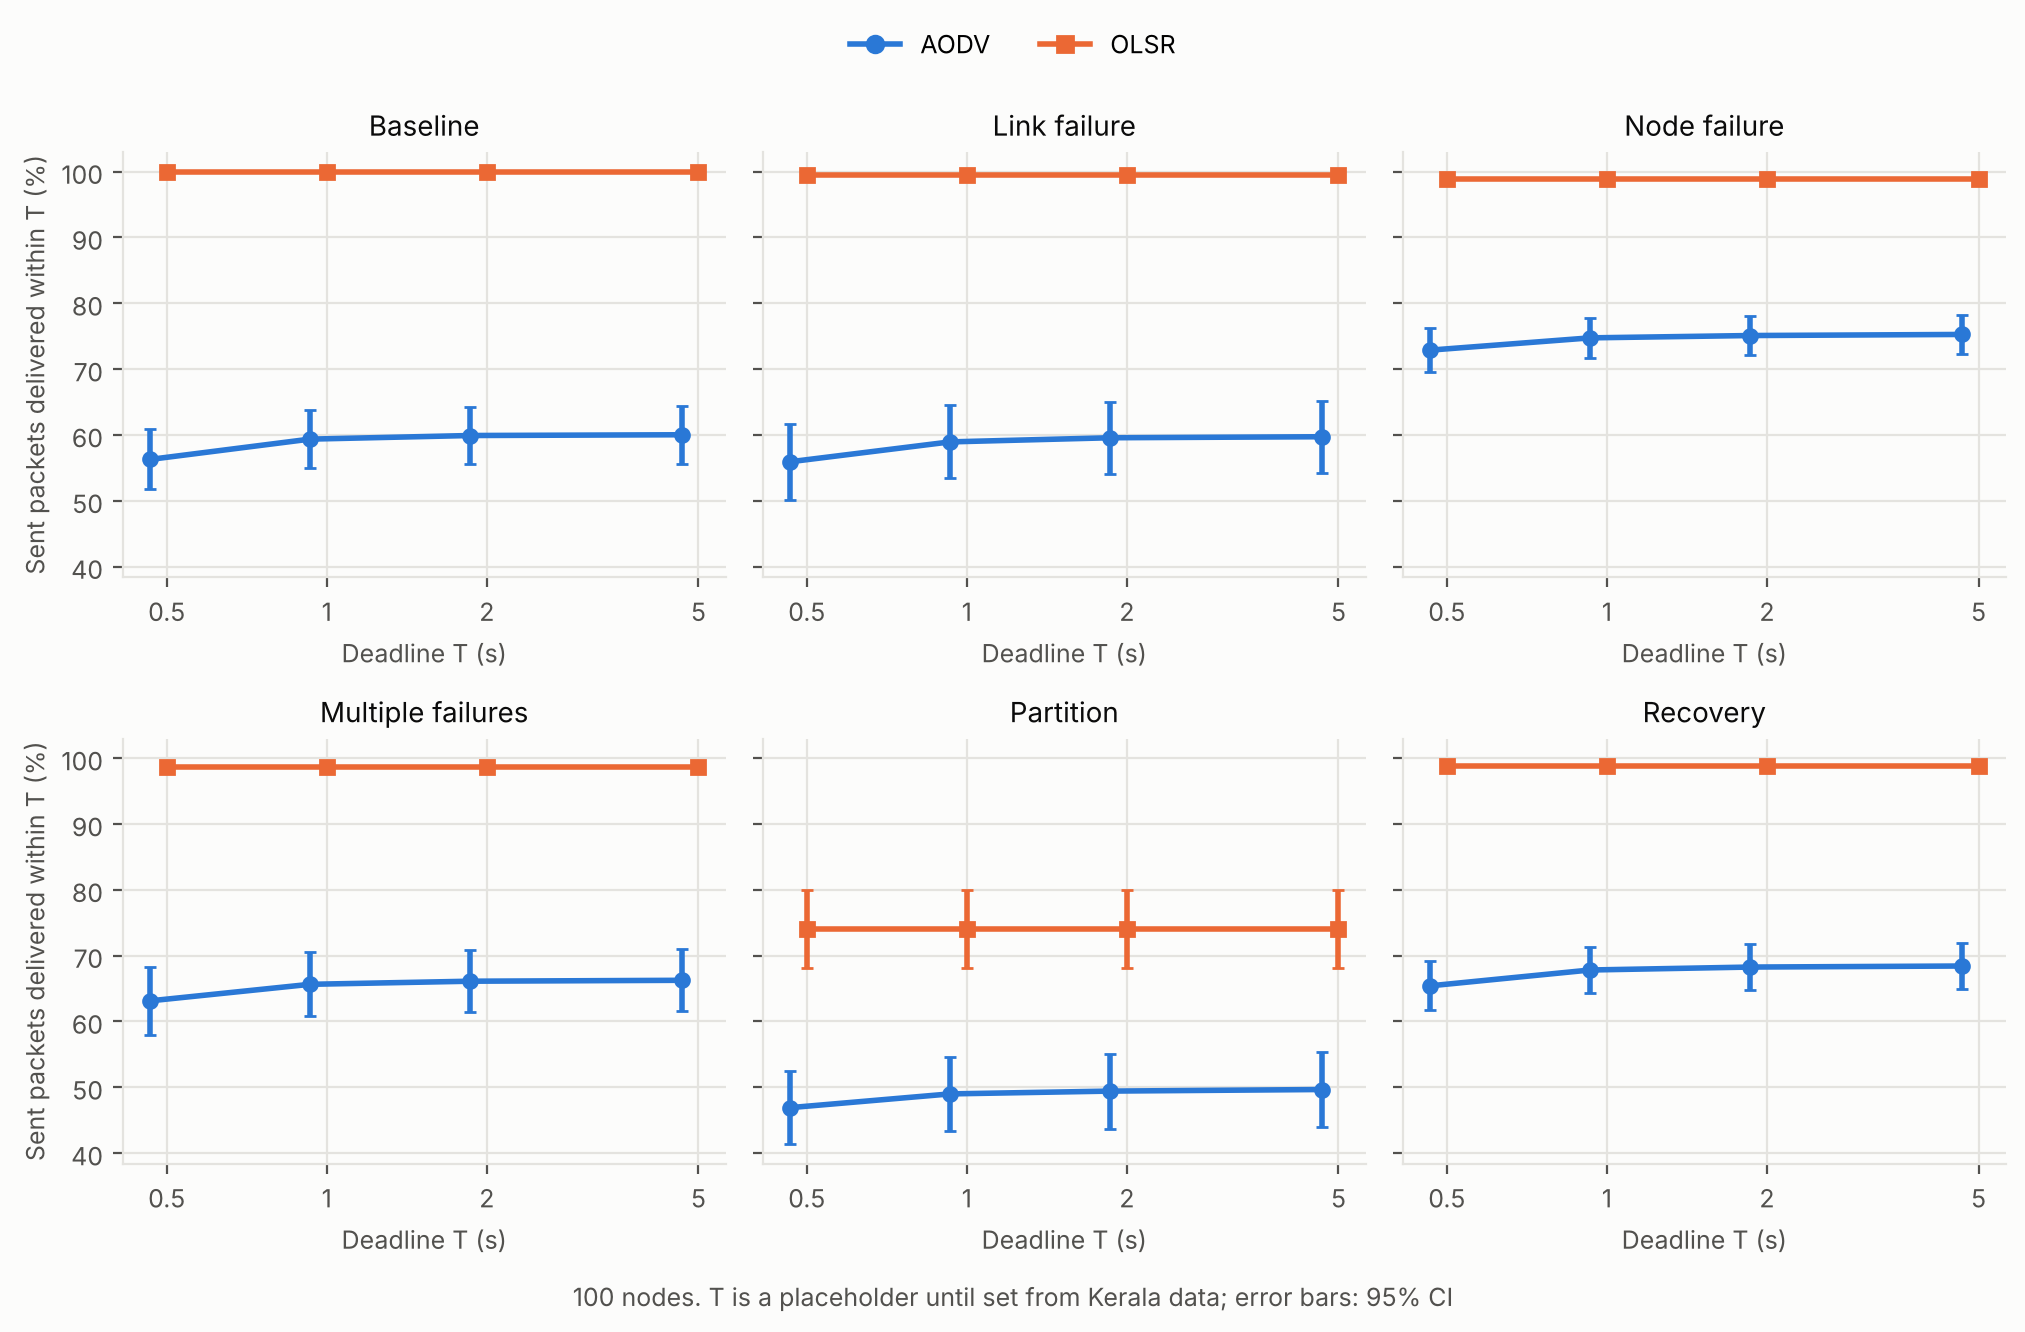 AODV OLSR
Baseline
Link failure
Node failure
Sent packets delivered within T (%)
100
90
80
70
60
50
40
0.5 1 2 5
0.5 1 2 5
0.5 1 2 5
Deadline T (s)
Deadline T (s)
Deadline T (s)
Multiple failures
Partition
Recovery
Sent packets delivered within T (%)
100
90
80
70
60
50
40
0.5 1 2 5
0.5 1 2 5
0.5 1 2 5
Deadline T (s)
Deadline T (s)
Deadline T (s)
100 nodes. T is a placeholder until set from Kerala data; error bars: 95% CI